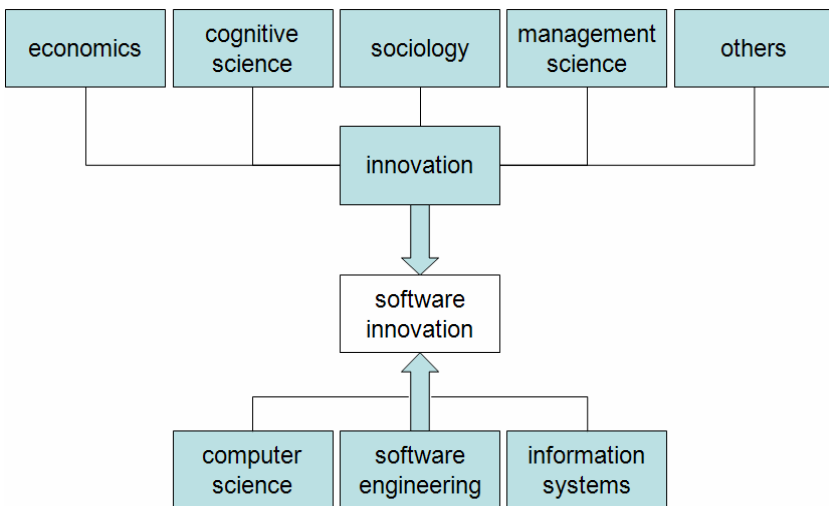 economics
cognitive
science
sociology
management
science
others
innovation
software
innovation
computer
science
software
engineering
information
systems